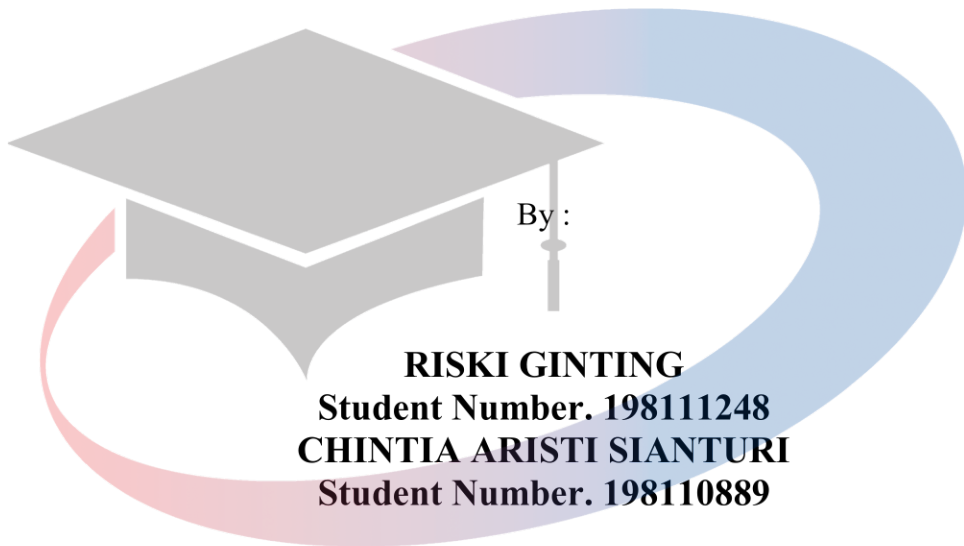 By :
RISKI GINTING
Student Number. 198111248
CHINTIA ARISTI SIANTURI
Student Number. 198110889